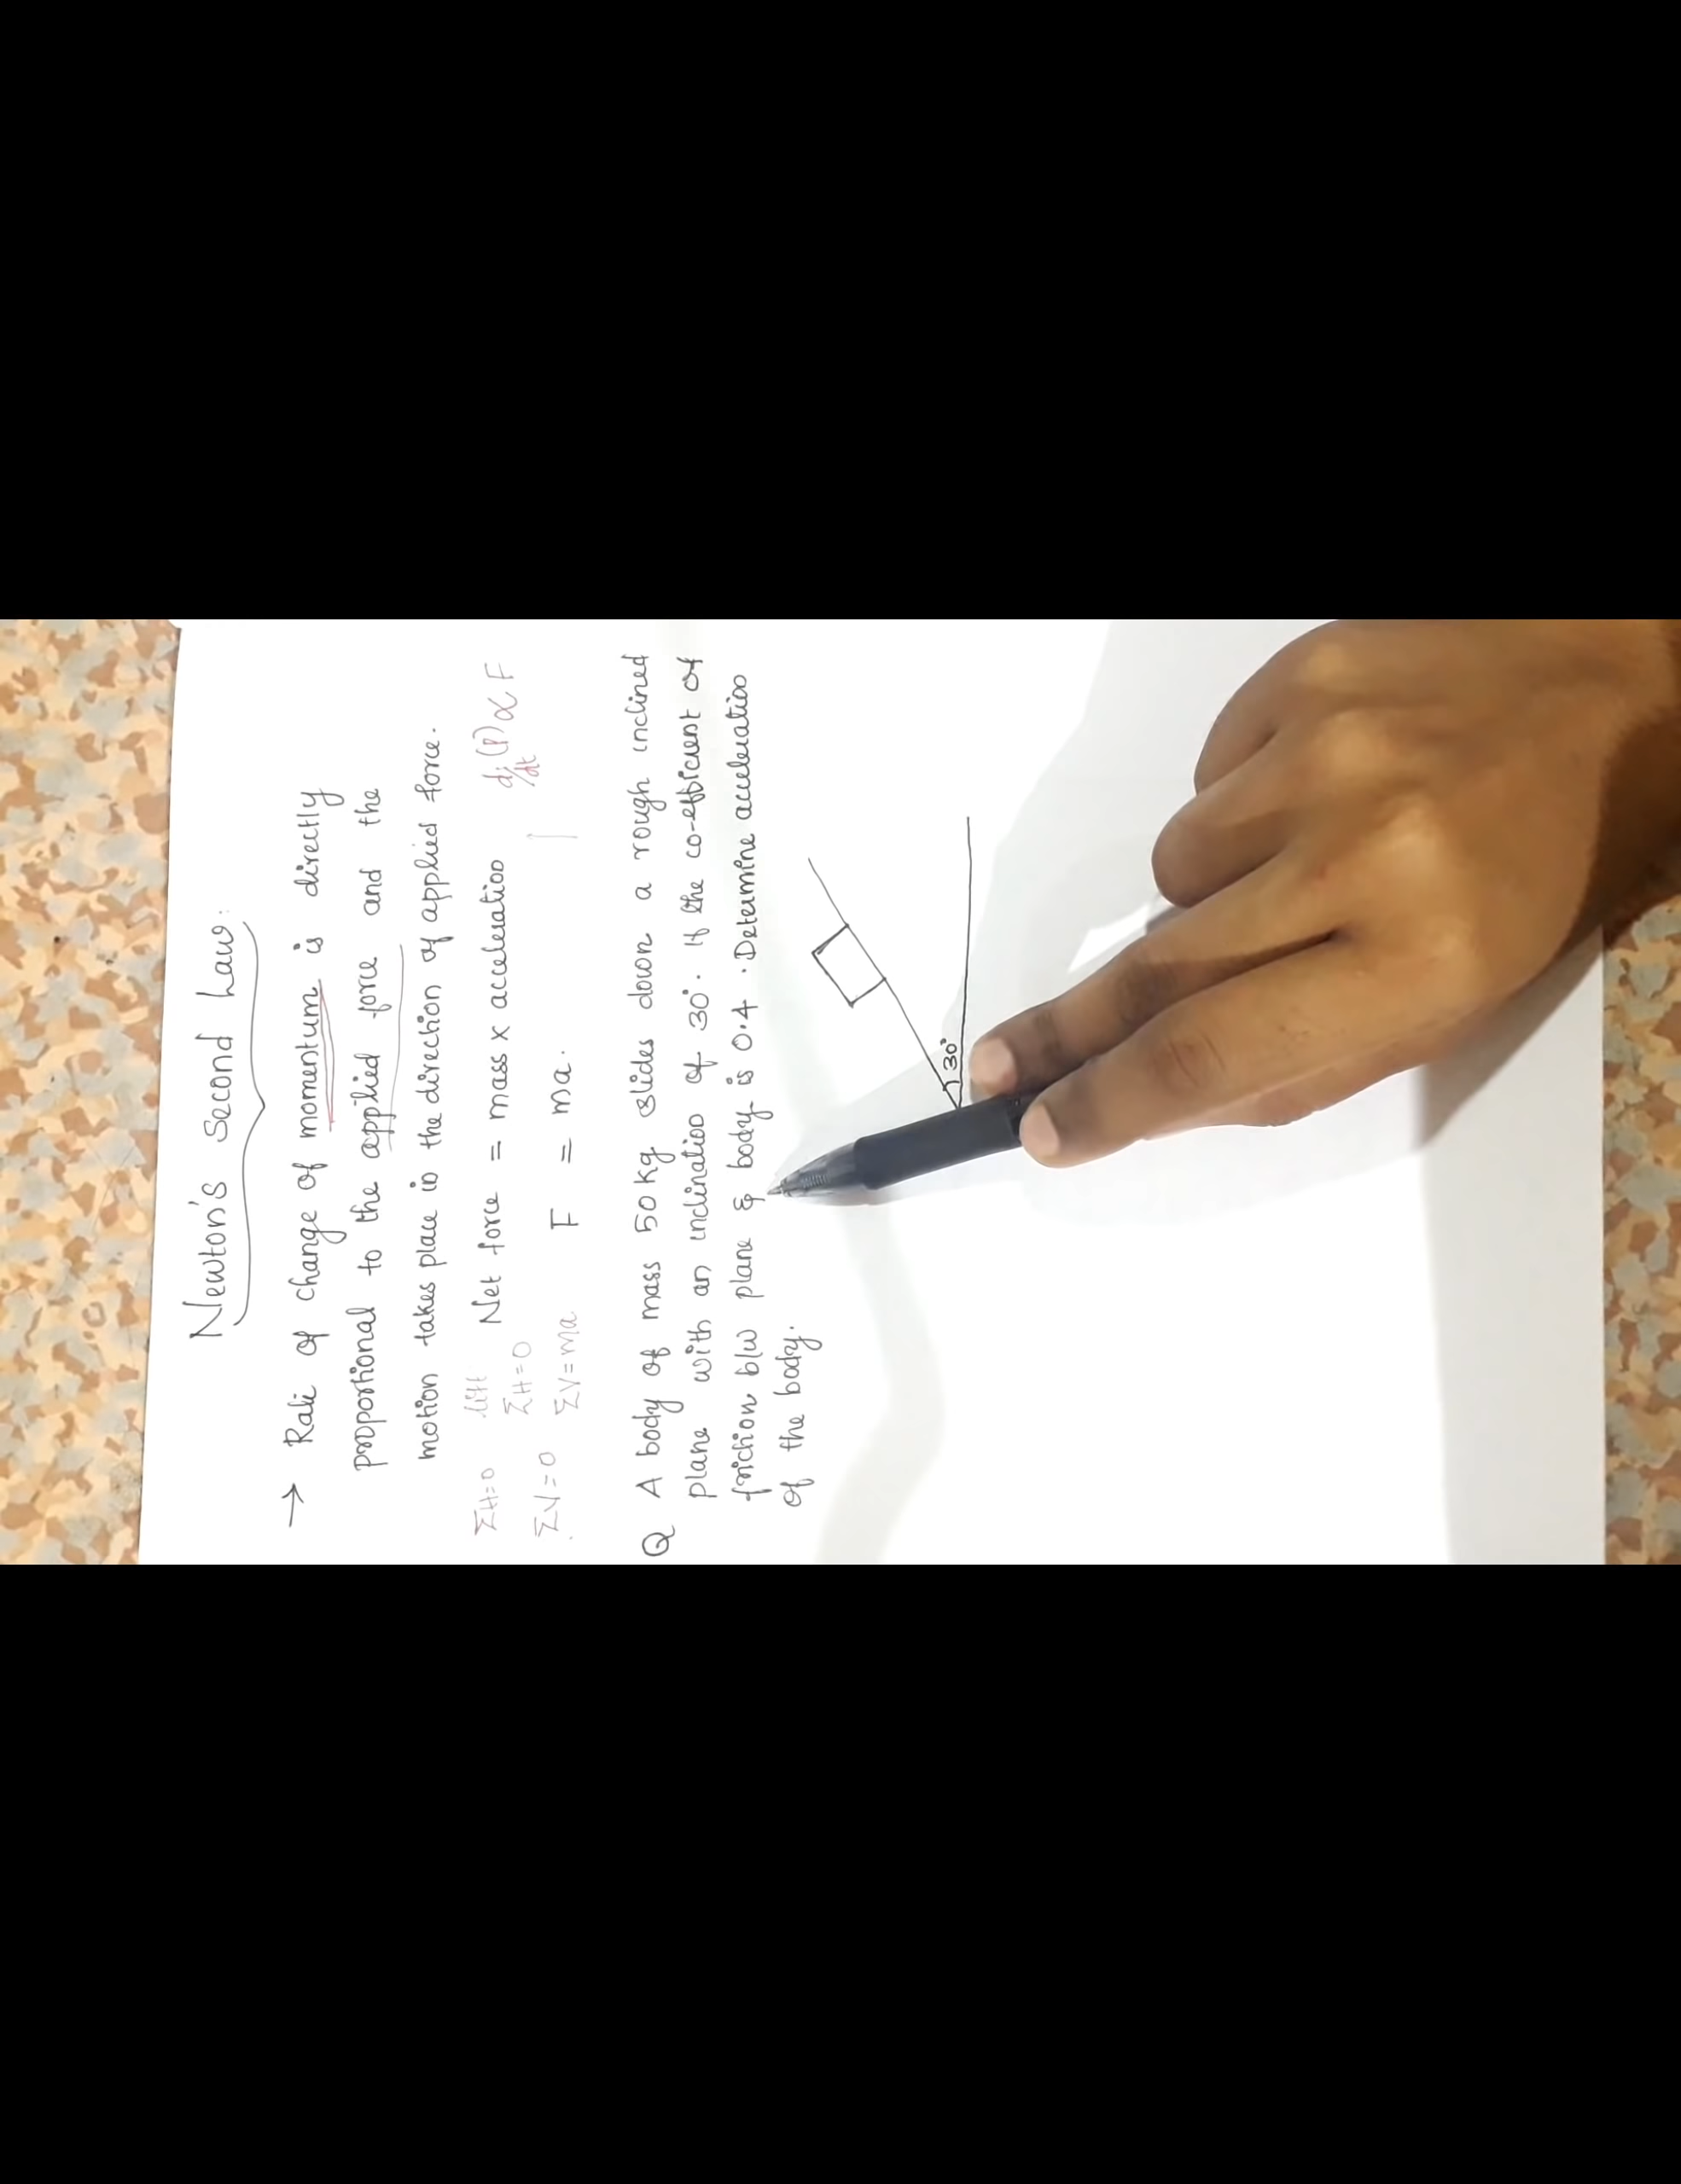 Newton's Second Law:
→ Rate of change of momentum is directly
proportional to the applied force and the
motion takes place in the direction of applied force.
ΣH=0 lift Net force = mass x acceleration d/dt (P) ∝ F
ΣH=0
ΣV=0 ΣV=ma F = ma.
Q A body of mass 50 kg slides down a rough inclined
plane with an inclination of 30°. If the co-efficient of
friction b/w plane & body is 0.4. Determine acceleration
of the body.
30°